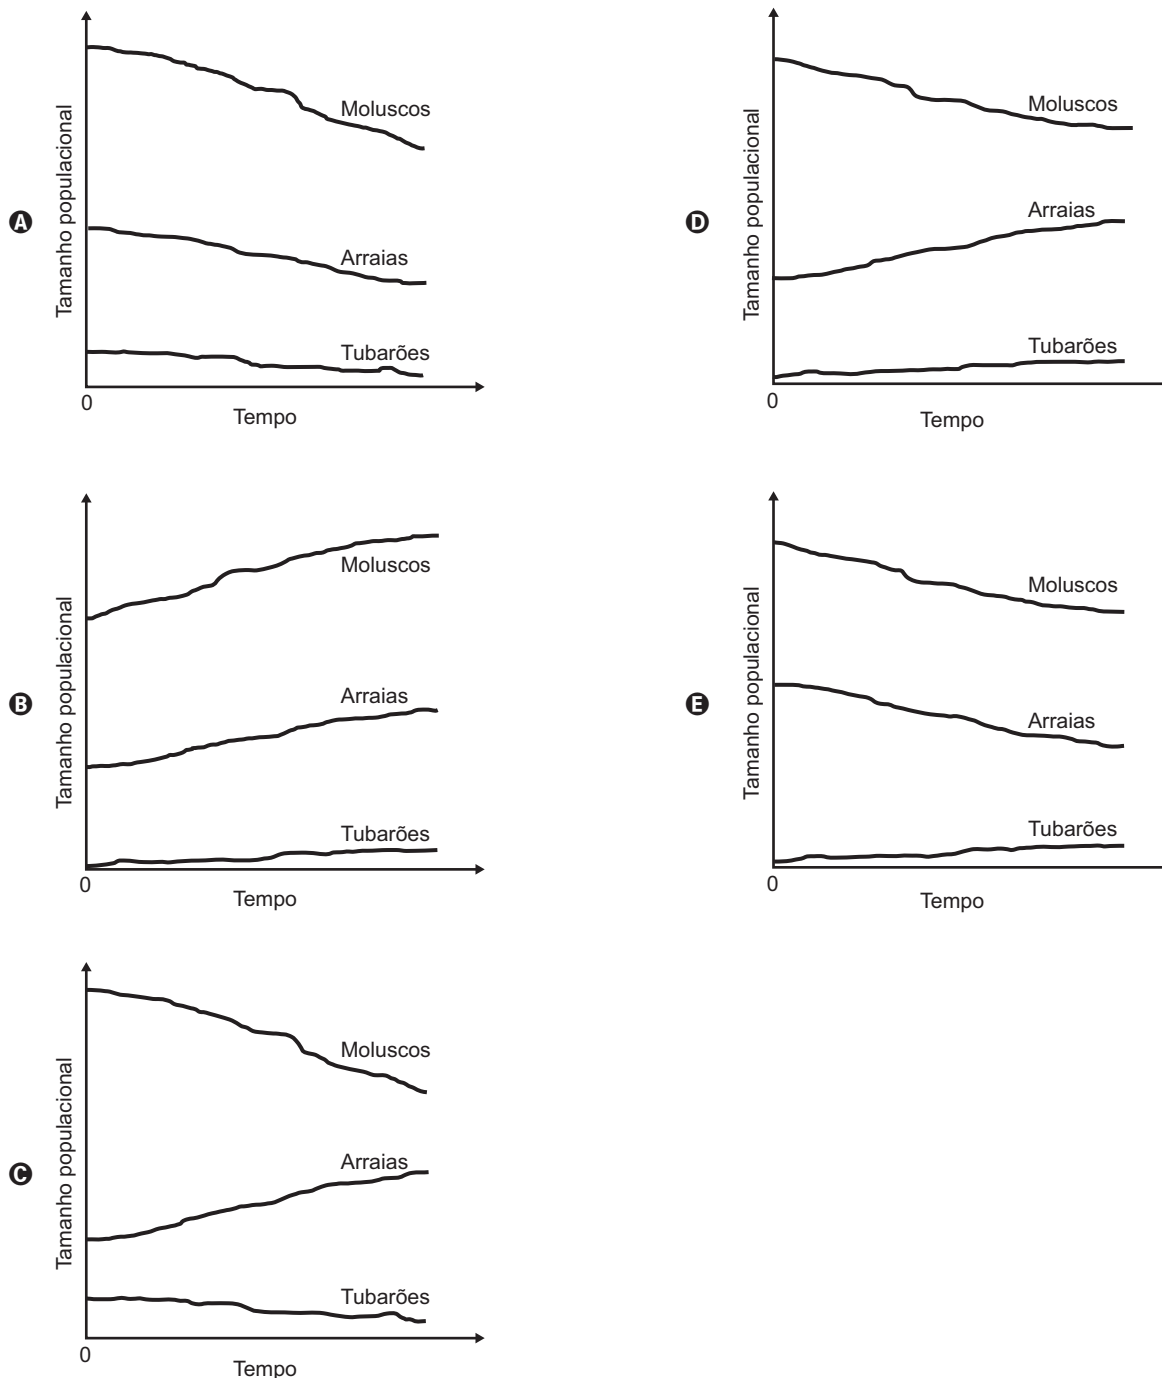 A
Tamanho populacional
Moluscos
Arraias
Tubarões
0
Tempo
B
Tamanho populacional
Moluscos
Arraias
Tubarões
0
Tempo
C
Tamanho populacional
Moluscos
Arraias
Tubarões
0
Tempo
D
Tamanho populacional
Moluscos
Arraias
Tubarões
0
Tempo
E
Tamanho populacional
Moluscos
Arraias
Tubarões
0
Tempo